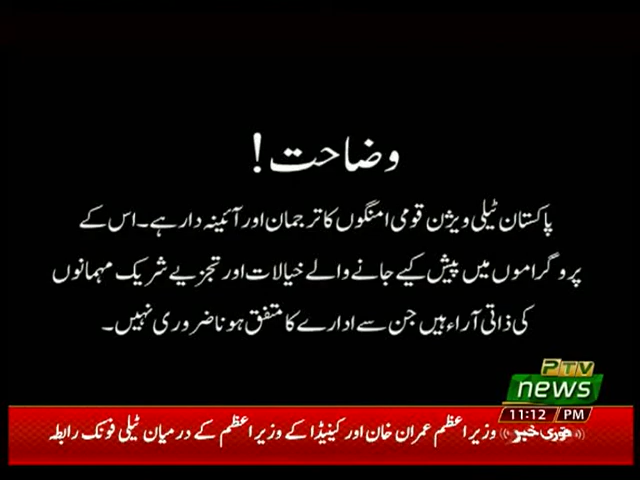 وضاحت!
پاکستان ٹیلی ویژن قومی امنگوں کا ترجمان اور آئینہ دار ہے۔ اس کے
پروگراموں میں پیش کیے جانے والے خیالات اور تجزیے شریک مہمانوں
کی ذاتی آراء ہیں جن سے ادارے کا متفق ہونا ضروری نہیں۔
PTV
news
11:12 PM
فوری خبر
وزیراعظم عمران خان اور کینیڈا کے وزیراعظم کے درمیان ٹیلی فونک رابطہ